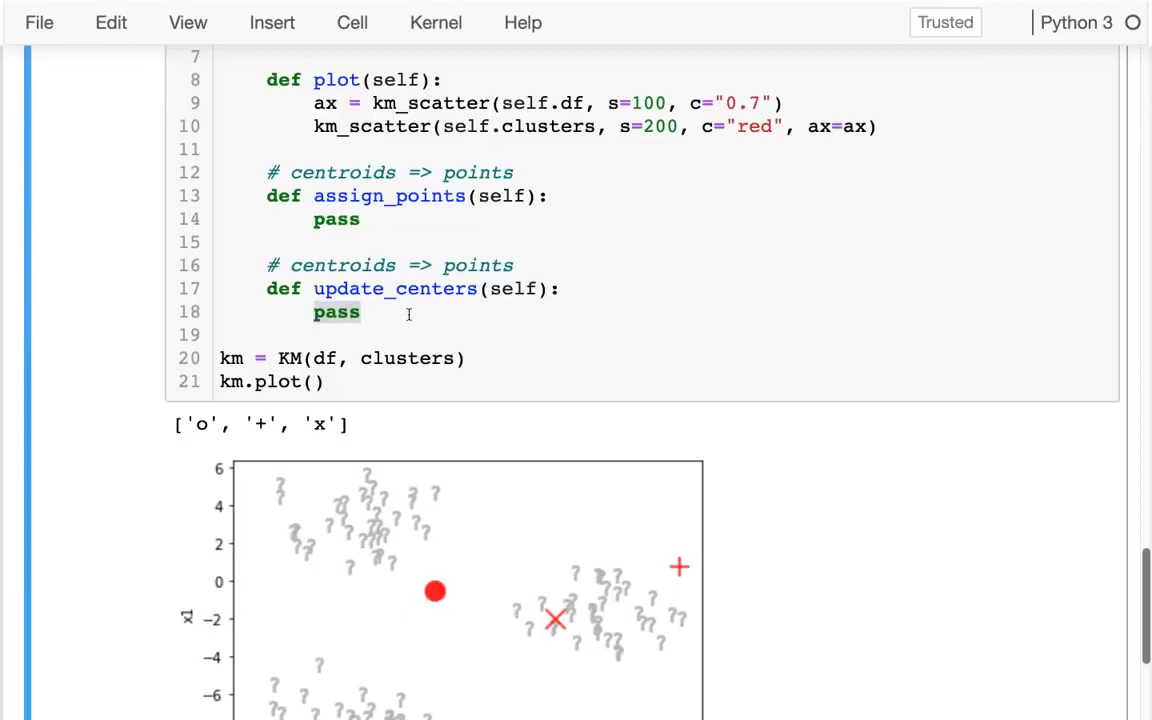 File Edit View Insert Cell Kernel Help Trusted Python 3
7
8 def plot(self):
9 ax = km_scatter(self.df, s=100, c="0.7")
10 km_scatter(self.clusters, s=200, c="red", ax=ax)
11
12 # centroids => points
13 def assign_points(self):
14 pass
15
16 # centroids => points
17 def update_centers(self):
18 pass
19
20 km = KM(df, clusters)
21 km.plot()
['o', '+', 'x']
6
4
2
0
x1
−2
−4
−6